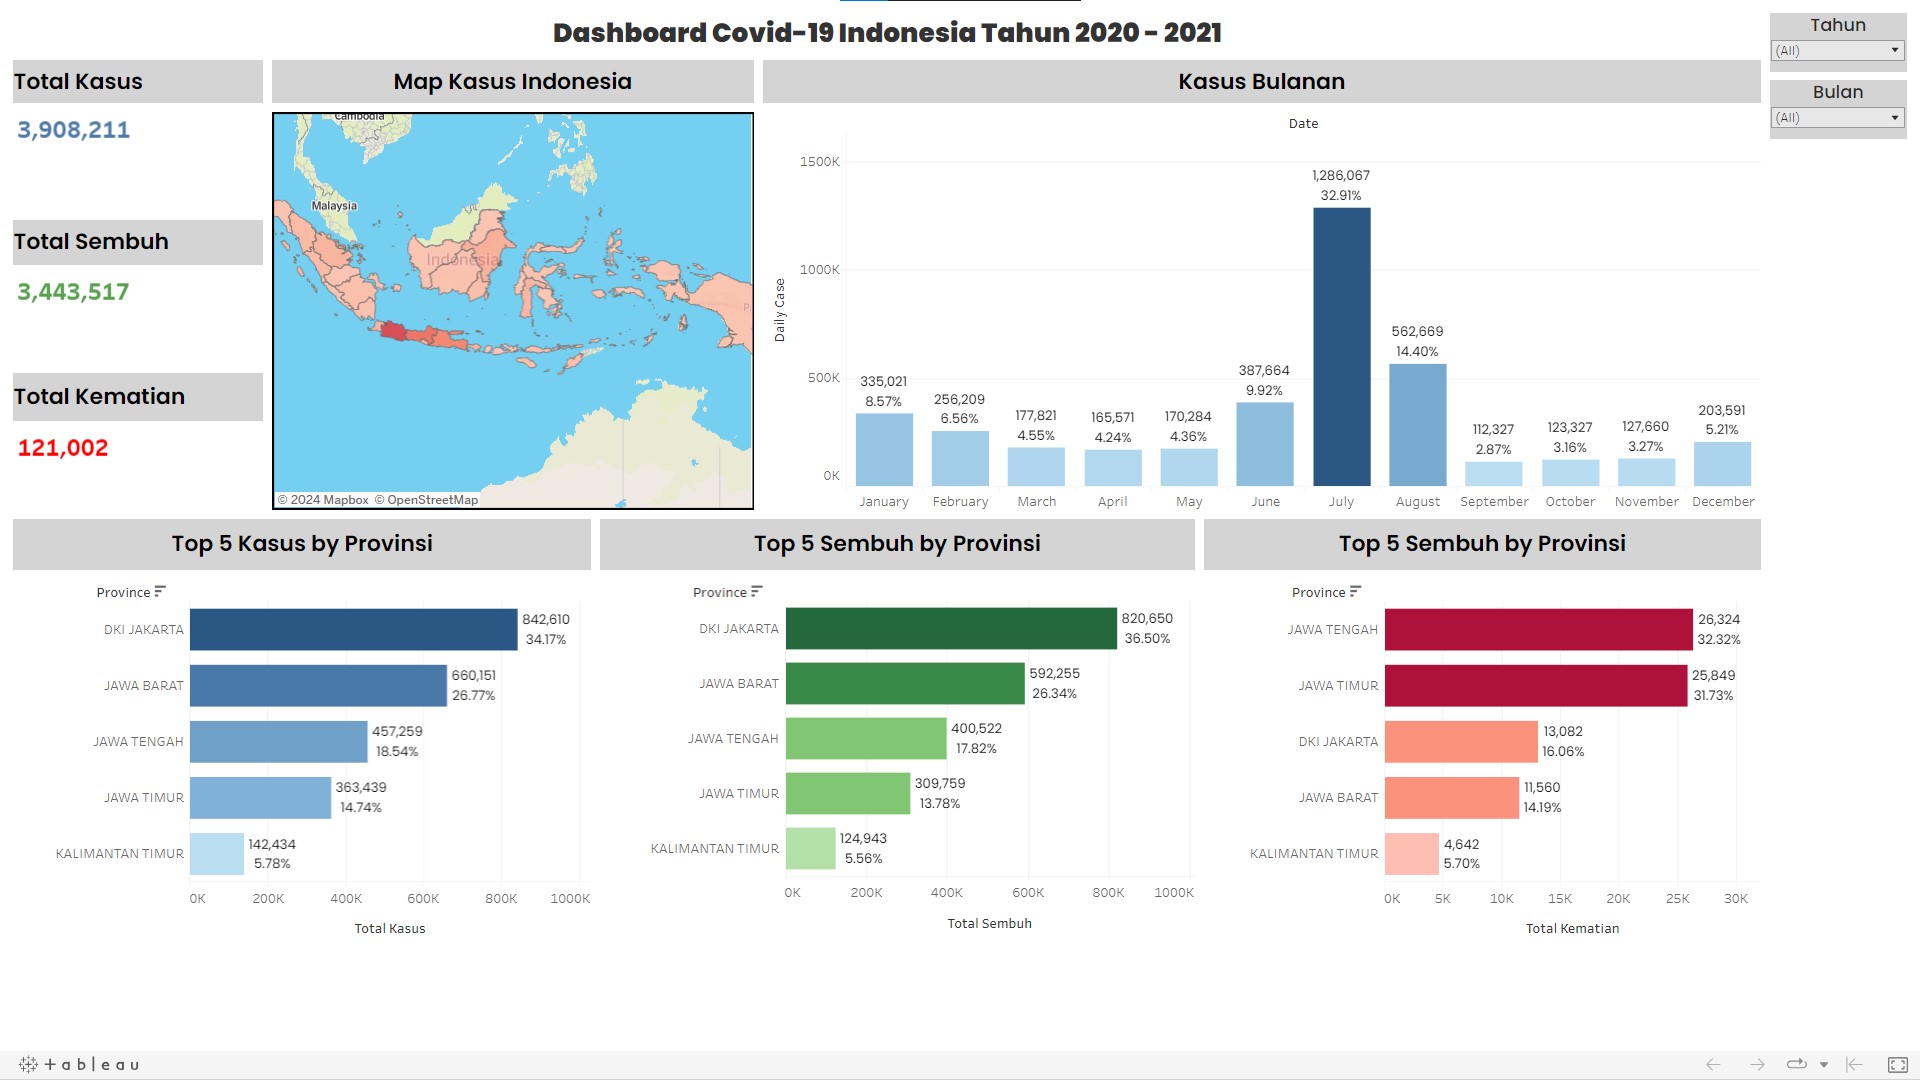 Dashboard Covid-19 Indonesia Tahun 2020 - 2021
Tahun
(All)
Bulan
(All)
Total Kasus
3,908,211
Total Sembuh
3,443,517
Total Kematian
121,002
Map Kasus Indonesia
Cambodia
Malaysia
Indonesia
© 2024 Mapbox © OpenStreetMap
Kasus Bulanan
Date
Daily Case
1500K
1000K
500K
0K
335,021
8.57%
256,209
6.56%
177,821
4.55%
165,571
4.24%
170,284
4.36%
387,664
9.92%
1,286,067
32.91%
562,669
14.40%
112,327
2.87%
123,327
3.16%
127,660
3.27%
203,591
5.21%
January February March April May June July August September October November December
Top 5 Kasus by Provinsi
Province
DKI JAKARTA
842,610
34.17%
JAWA BARAT
660,151
26.77%
JAWA TENGAH
457,259
18.54%
JAWA TIMUR
363,439
14.74%
KALIMANTAN TIMUR
142,434
5.78%
0K 200K 400K 600K 800K 1000K
Total Kasus
Top 5 Sembuh by Provinsi
Province
DKI JAKARTA
820,650
36.50%
JAWA BARAT
592,255
26.34%
JAWA TENGAH
400,522
17.82%
JAWA TIMUR
309,759
13.78%
KALIMANTAN TIMUR
124,943
5.56%
0K 200K 400K 600K 800K 1000K
Total Sembuh
Top 5 Sembuh by Provinsi
Province
JAWA TENGAH
26,324
32.32%
JAWA TIMUR
25,849
31.73%
DKI JAKARTA
13,082
16.06%
JAWA BARAT
11,560
14.19%
KALIMANTAN TIMUR
4,642
5.70%
0K 5K 10K 15K 20K 25K 30K
Total Kematian
+ableau